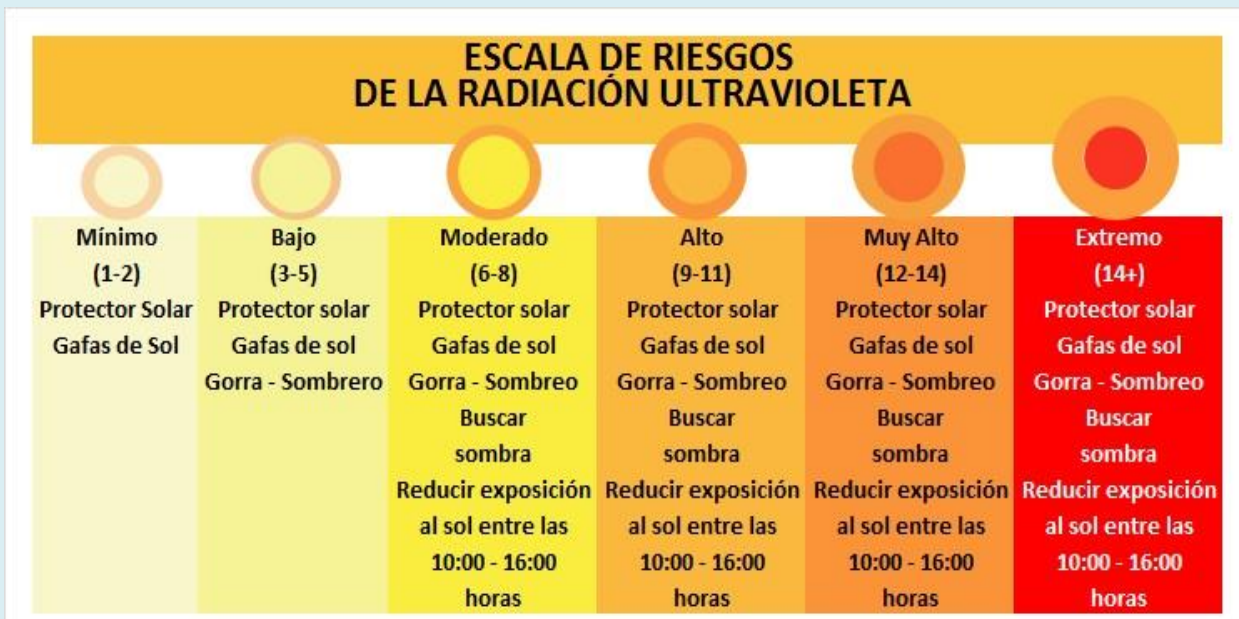 ESCALA DE RIESGOS
DE LA RADIACIÓN ULTRAVIOLETA
Mínimo
(1-2)
Protector Solar
Gafas de Sol
Bajo
(3-5)
Protector solar
Gafas de sol
Gorra - Sombrero
Moderado
(6-8)
Protector solar
Gafas de sol
Gorra - Sombreo
Buscar
sombra
Reducir exposición
al sol entre las
10:00 - 16:00
horas
Alto
(9-11)
Protector solar
Gafas de sol
Gorra - Sombreo
Buscar
sombra
Reducir exposición
al sol entre las
10:00 - 16:00
horas
Muy Alto
(12-14)
Protector solar
Gafas de sol
Gorra - Sombreo
Buscar
sombra
Reducir exposición
al sol entre las
10:00 - 16:00
horas
Extremo
(14+)
Protector solar
Gafas de sol
Gorra - Sombreo
Buscar
sombra
Reducir exposición
al sol entre las
10:00 - 16:00
horas